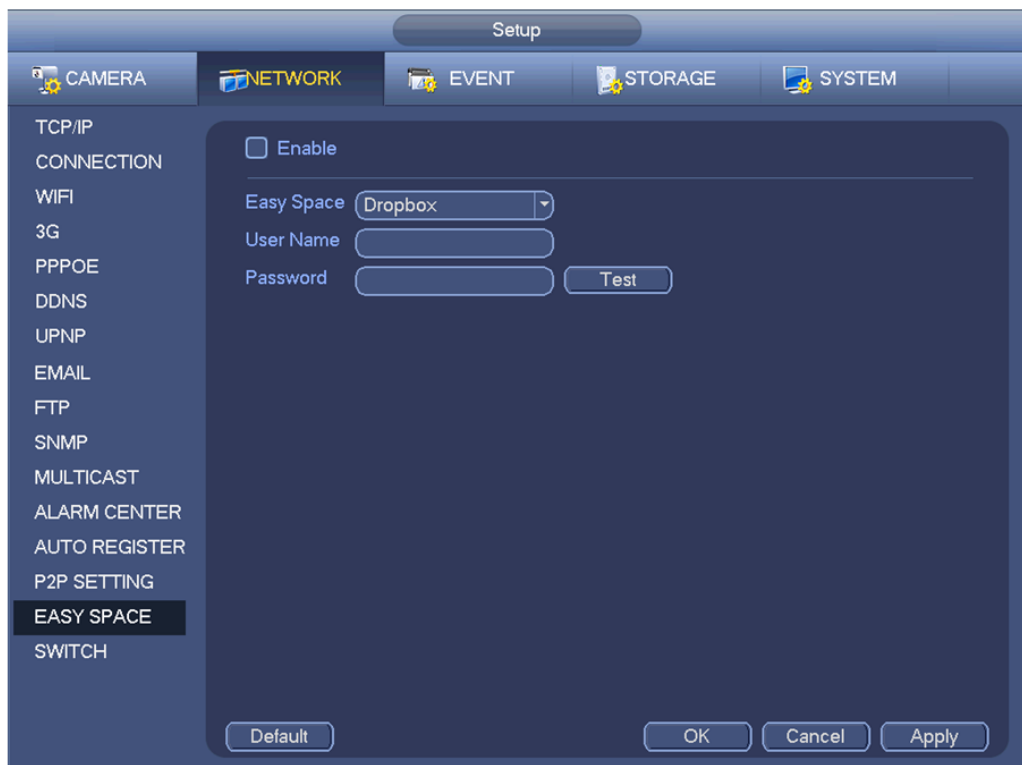 Setup
CAMERA NETWORK EVENT STORAGE SYSTEM
TCP/IP
CONNECTION
WIFI
3G
PPPOE
DDNS
UPNP
EMAIL
FTP
SNMP
MULTICAST
ALARM CENTER
AUTO REGISTER
P2P SETTING
EASY SPACE
SWITCH
Enable
Easy Space Dropbox
User Name
Password Test
Default OK Cancel Apply